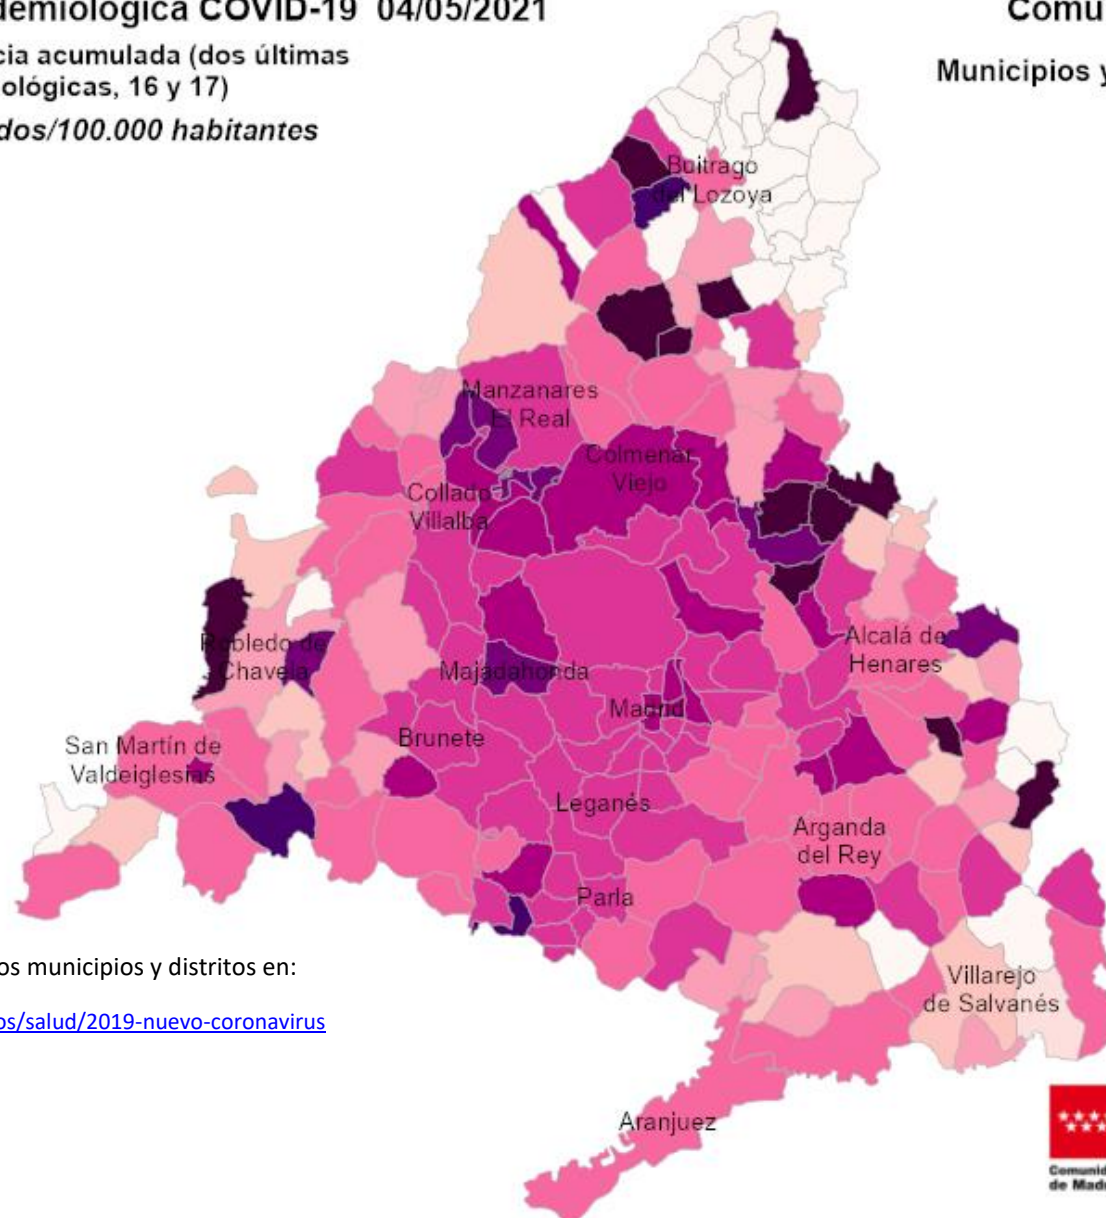 demiológica COVID-19 04/05/2021
Comu
cia acumulada (dos últimas
ológicas, 16 y 17)
Municipios y
dos/100.000 habitantes
Buitrago
del Lozoya
Manzanares
El Real
Colmenar
Viejo
Collado
Villalba
Robledo de
Chavela
Majadahonda
Alcalá de
Henares
Madrid
Brunete
San Martín de
Valdeiglesias
Leganés
Arganda
del Rey
Parla
os municipios y distritos en:
Villarejo
de Salvanés
os/salud/2019-nuevo-coronavirus
Aranjuez
Comunid
de Madr